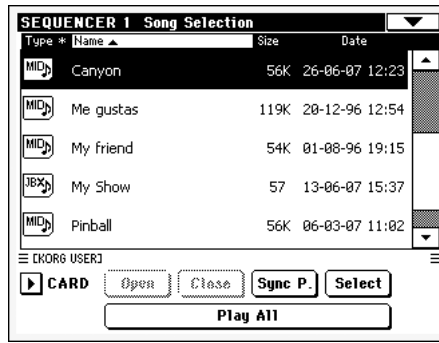 SEQUENCER 1 Song Selection
Type * Name Size Date
MID Canyon 56K 26-06-07 12:23
MID Me gustas 119K 20-12-96 12:54
MID My friend 54K 01-08-96 19:15
JBX My Show 57 13-06-07 15:37
MID Pinball 56K 06-03-07 11:02
[KORG USER]
CARD Open Close Sync P. Select
Play All